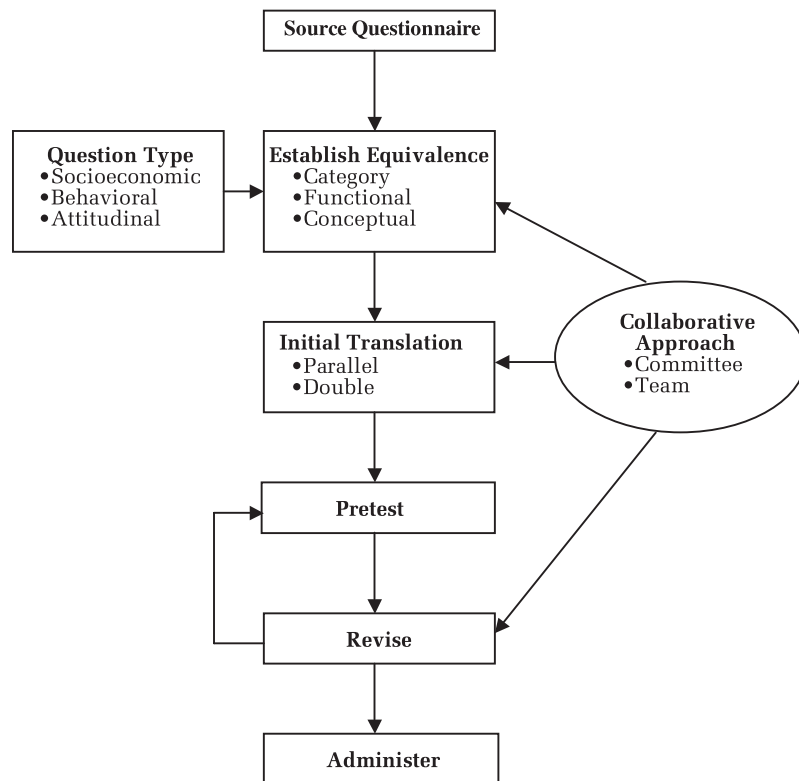 Source Questionnaire
Question Type
•Socioeconomic
•Behavioral
•Attitudinal
Establish Equivalence
•Category
•Functional
•Conceptual
Initial Translation
•Parallel
•Double
Collaborative
Approach
•Committee
•Team
Pretest
Revise
Administer